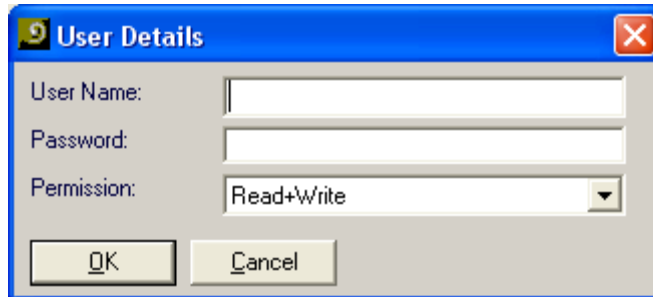 User Details
User Name:
Password:
Permission: Read+Write
OK Cancel